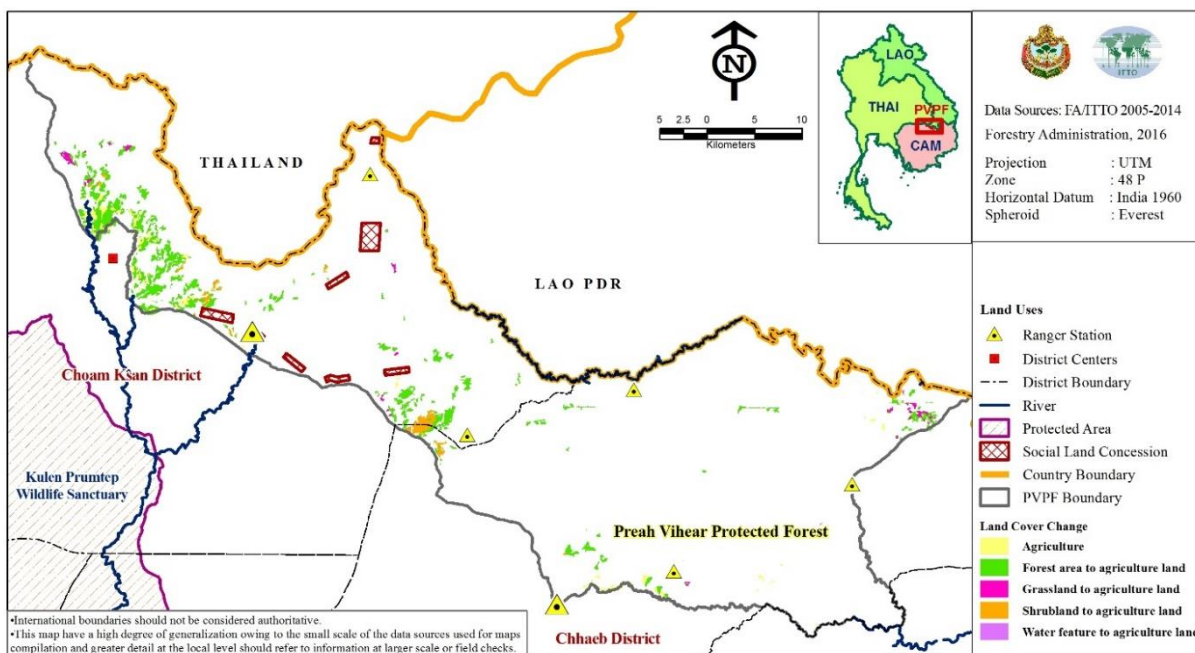 THAILAND
LAO PDR
Choam Ksan District
Kulen Prumtep
Wildlife Sanctuary
Preah Vihear Protected Forest
Chhaeb District
N
5 2.5 0 5 10
Kilometers
LAO
THAI
PVPF
CAM
ITTO
Data Sources: FA/ITTO 2005-2014
Forestry Administration, 2016
Projection : UTM
Zone : 48 P
Horizontal Datum : India 1960
Spheroid : Everest
Land Uses
Ranger Station
District Centers
District Boundary
River
Protected Area
Social Land Concession
Country Boundary
PVPF Boundary
Land Cover Change
Agriculture
Forest area to agriculture land
Grassland to agriculture land
Shrubland to agriculture land
Water feature to agriculture land
•International boundaries should not be considered authoritative.
•This map have a high degree of generalization owing to the small scale of the data sources used for maps
compilation and greater detail at the local level should refer to information at larger scale or field checks.